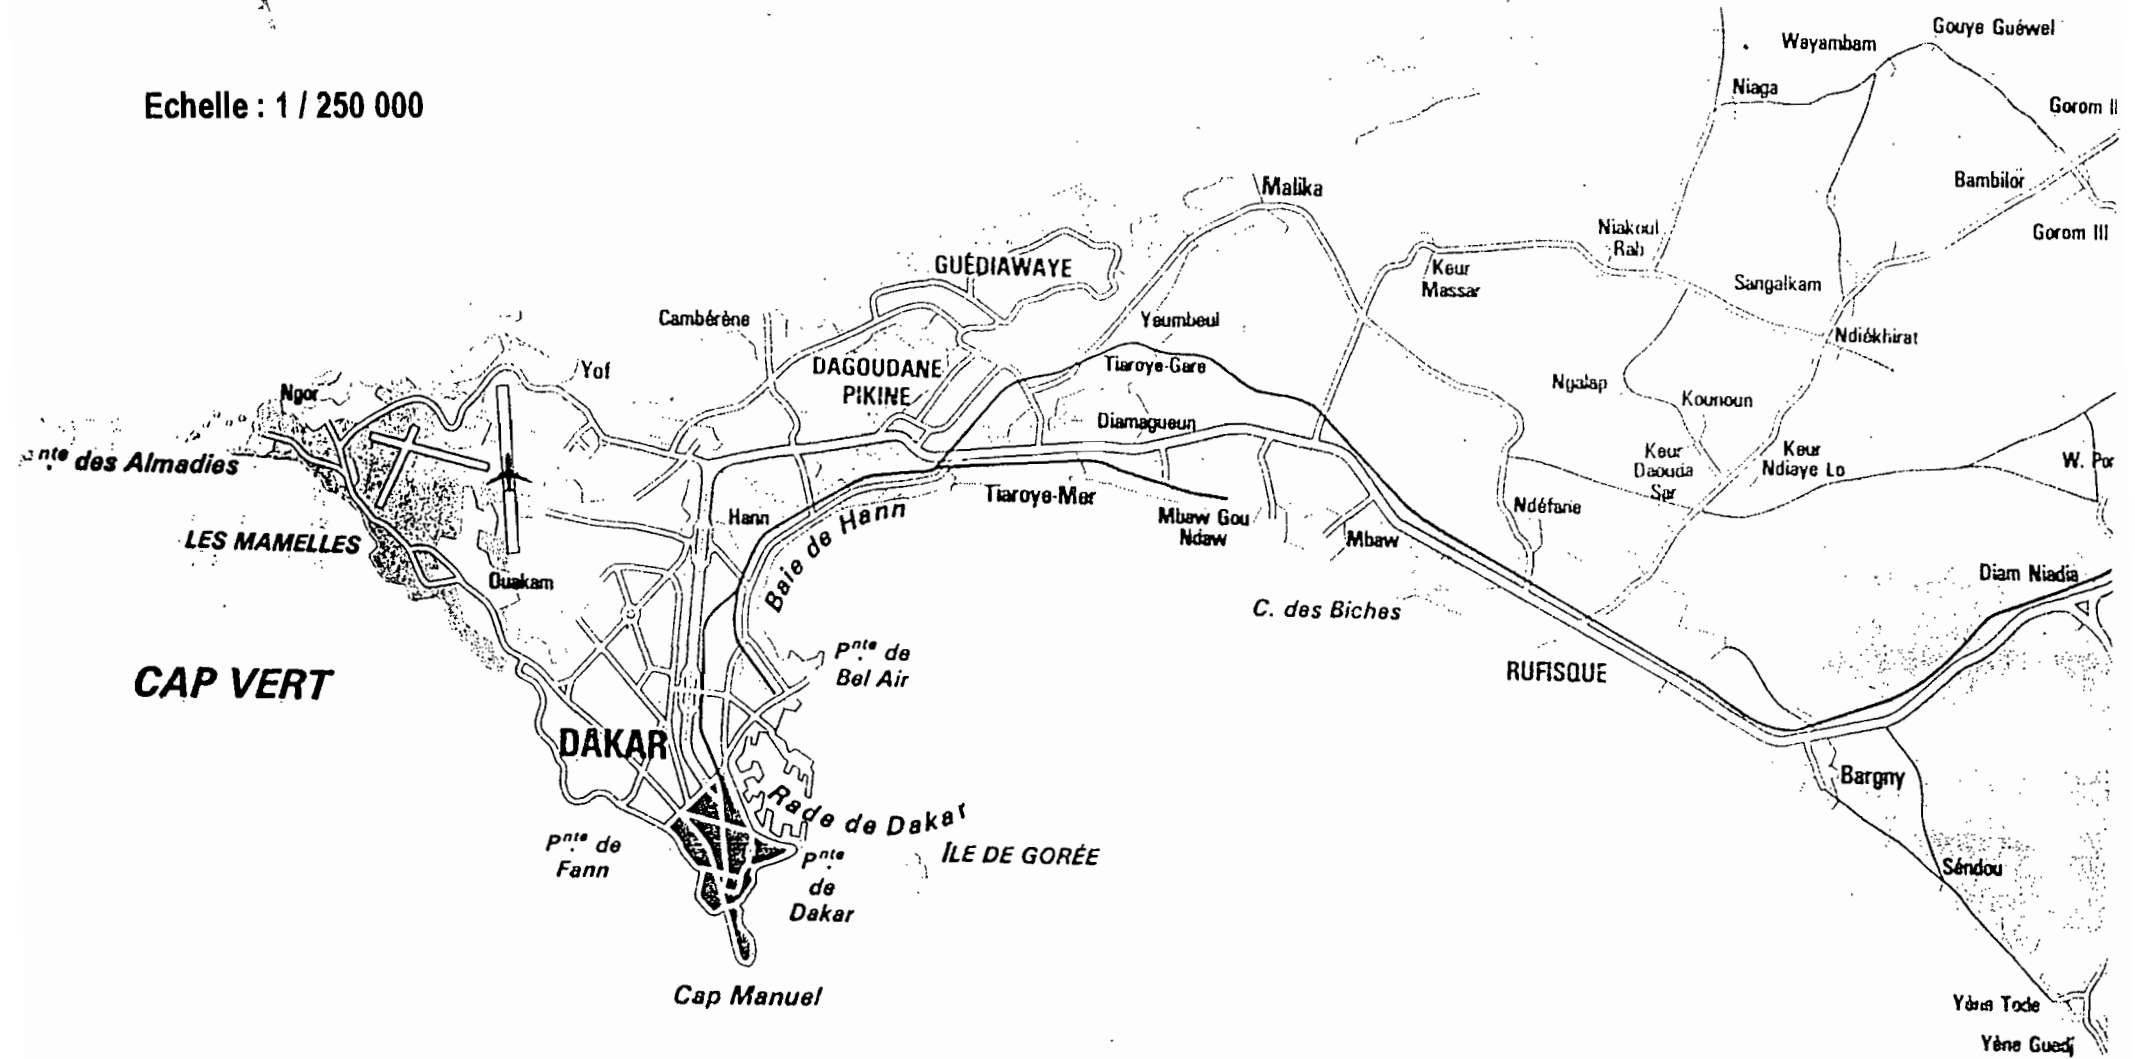 Gouye Guéwel
Wayambam
Niaga
Echelle : 1 / 250 000
Gorom II
Malika
Bambilor
Niakoul
Rab
Gorom III
GUÉDIAWAYE
Keur
Massar
Sangalkam
Cambérène
Yeumbeul
Ndiékhirat
DAGOUDANE
PIKINE
Tiaroye-Gare
Yof
Ngor
Ngalap
Kounoun
Diamagueun
nte des Almadies
Keur
Daouda
Sar
Keur
Ndiaye Lo
W. Por
Tiaroye-Mer
Ndéfane
Hann
Baie de Hann
Mbaw Gou
Ndaw
Mbaw
LES MAMELLES
Ouakam
Diam Niadia
C. des Biches
Pnte de
Bel Air
CAP VERT
RUFISQUE
DAKAR
Bargny
Rade de Dakar
Pnte de
Fann
ÎLE DE GORÉE
Pnte
de
Dakar
Séndou
Cap Manuel
Yène Tode
Yène Guedj